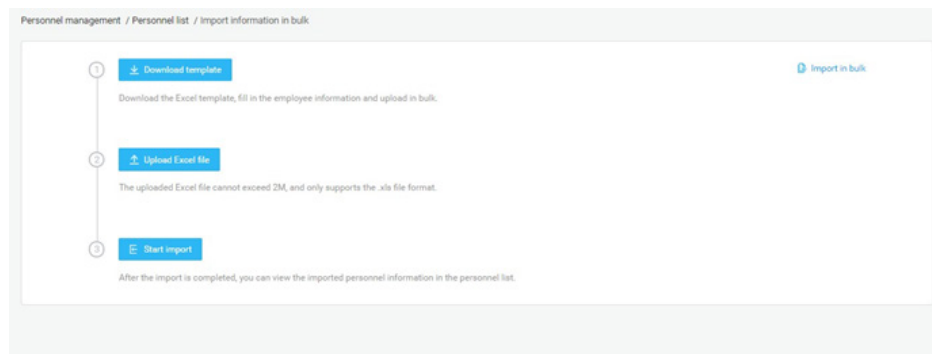 Personnel management / Personnel list / Import information in bulk
1 Download template Import in bulk
Download the Excel template, fill in the employee information and upload in bulk.
2 Upload Excel file
The uploaded Excel file cannot exceed 2M, and only supports the .xls file format.
3 Start import
After the import is completed, you can view the imported personnel information in the personnel list.